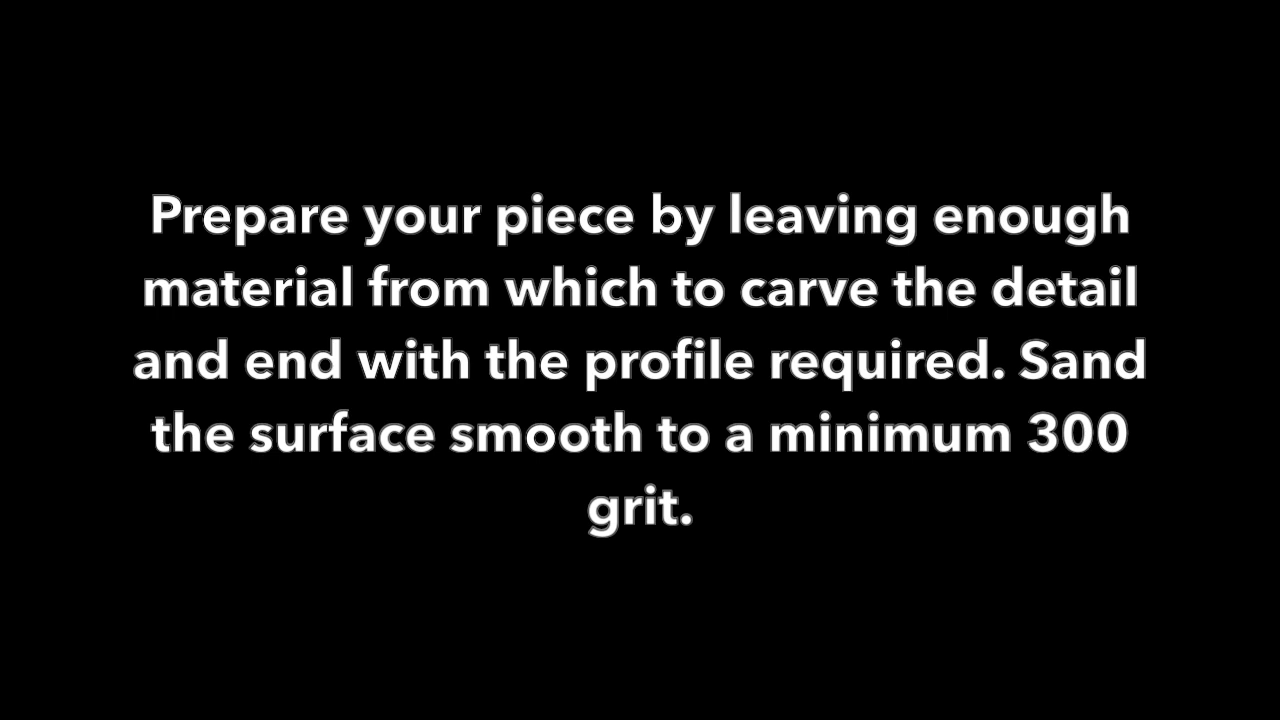 Prepare your piece by leaving enough
material from which to carve the detail
and end with the profile required. Sand
the surface smooth to a minimum 300
grit.